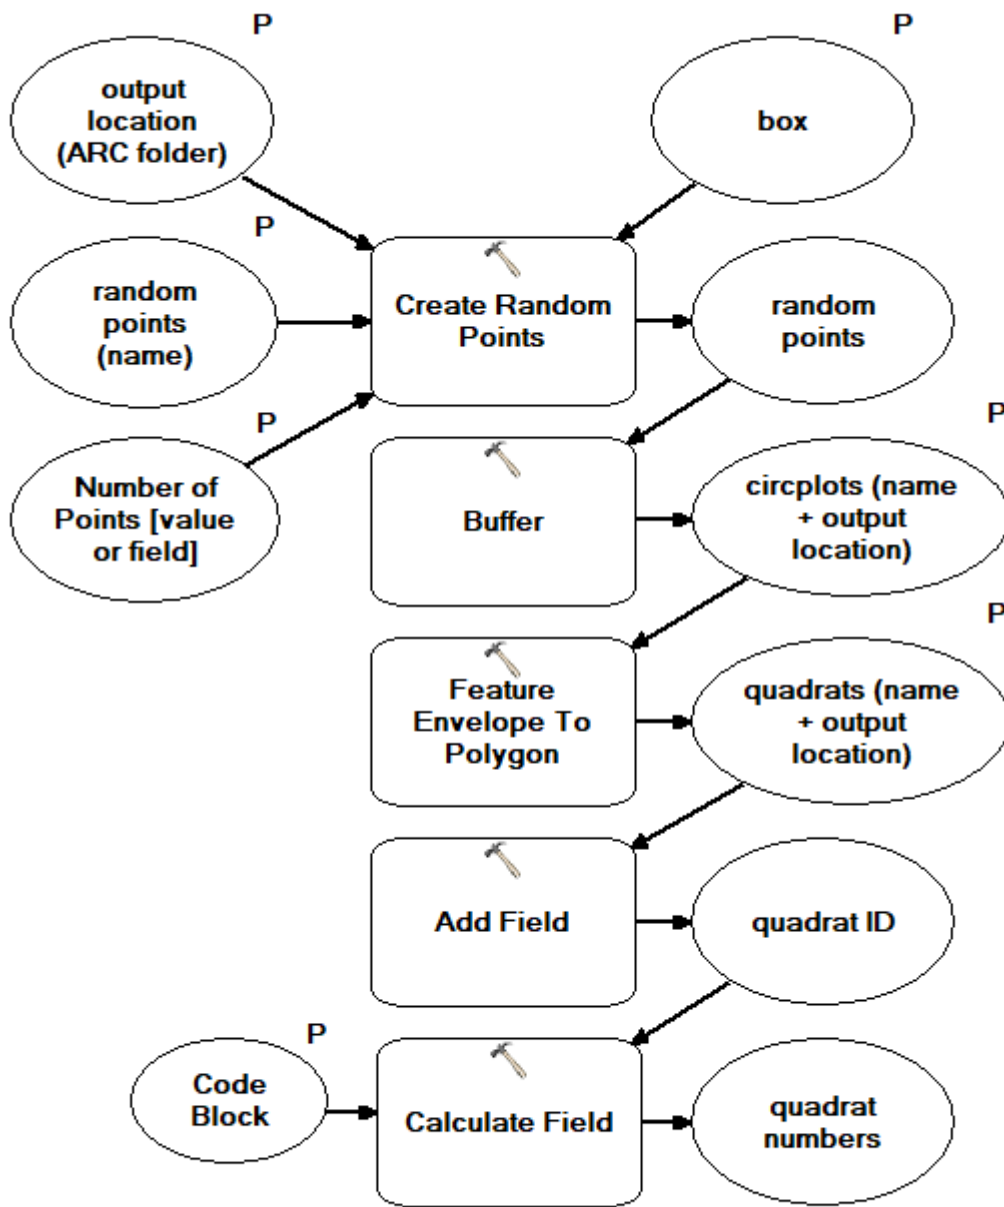 P
P
output
location
(ARC folder)
box
P
random
points
(name)
Create Random
Points
random
points
P
Number of
Points [value
or field]
P
Buffer
circplots (name
+ output
location)
P
Feature
Envelope To
Polygon
quadrats (name
+ output
location)
Add Field
quadrat ID
P
Code
Block
Calculate Field
quadrat
numbers